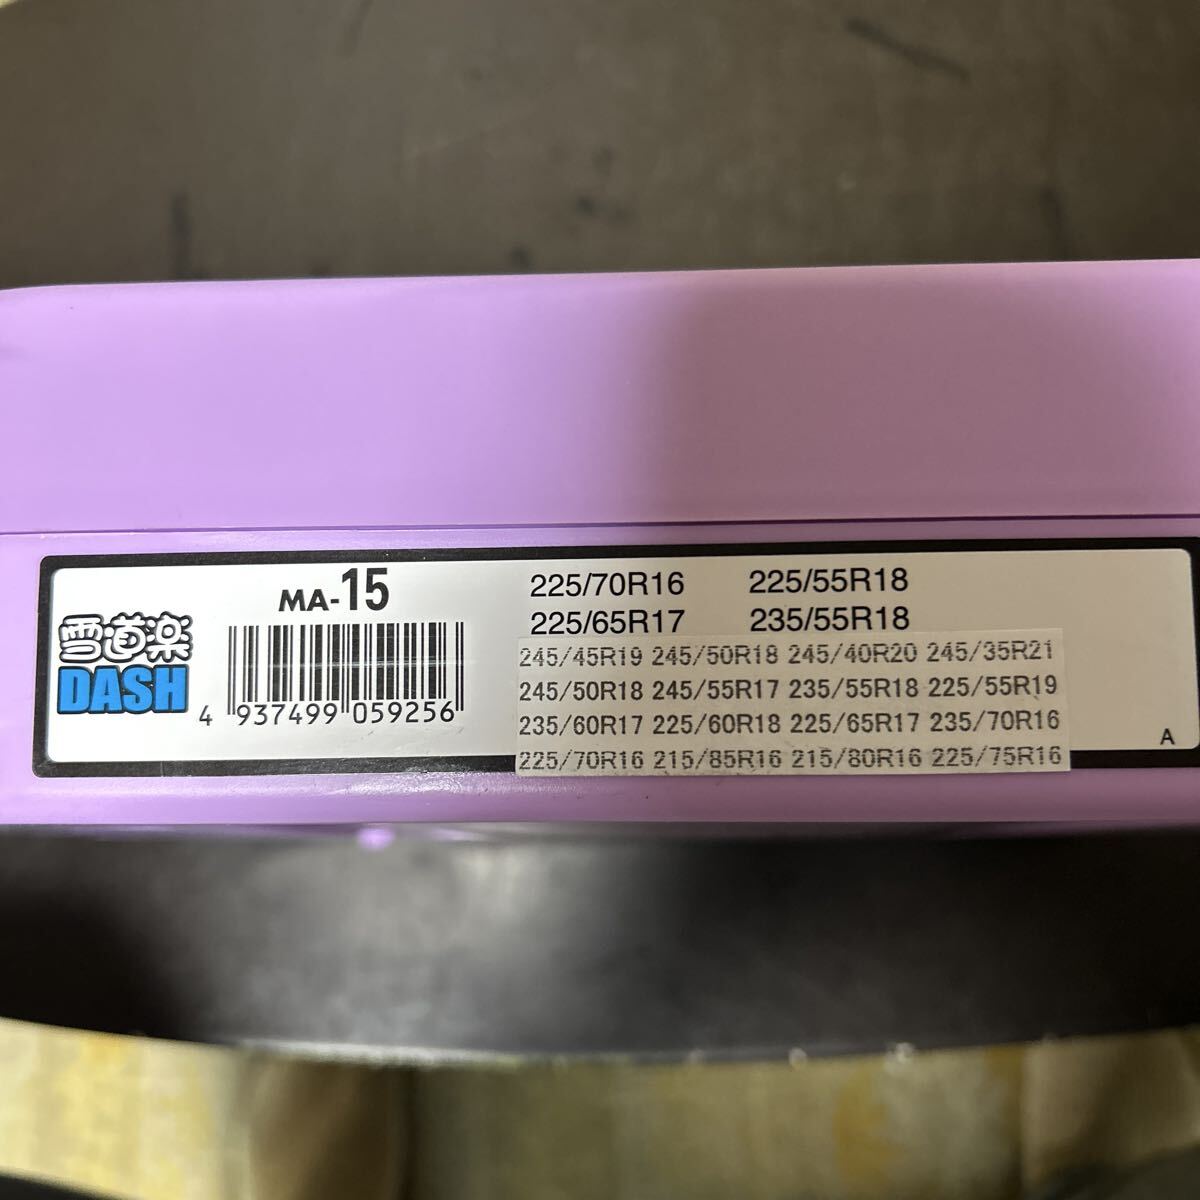 雪道楽
DASH
MA-15
4 937499 059256
225/70R16 225/55R18
225/65R17 235/55R18
245/45R19 245/50R18 245/40R20 245/35R21
245/50R18 245/55R17 235/55R18 225/55R19
235/60R17 225/60R18 225/65R17 235/70R16
225/70R16 215/85R16 215/80R16 225/75R16
A